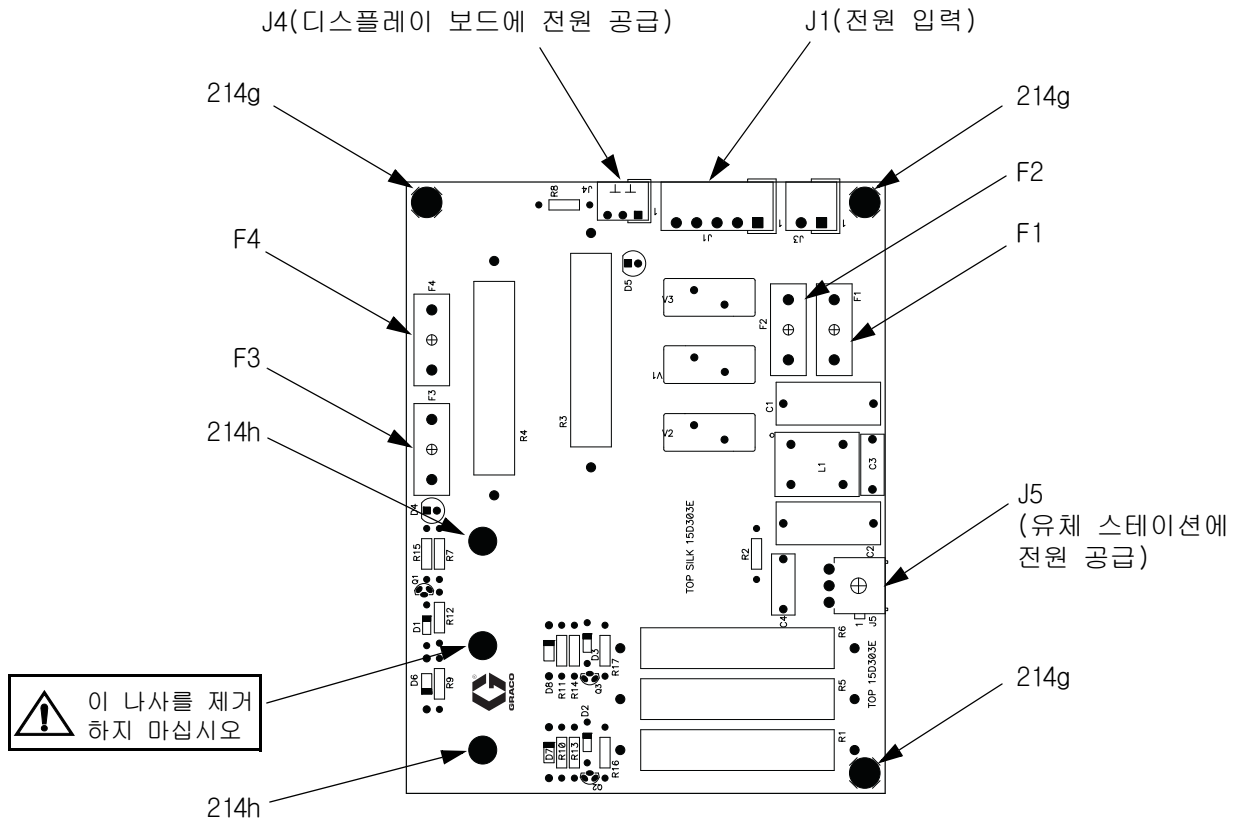 J4(디스플레이 보드에 전원 공급)
J1(전원 입력)
214g
214g
F2
F4
F1
F3
214h
J5
(유체 스테이션에
전원 공급)
이 나사를 제거
하지 마십시오
214g
214h
R8
J4
1
J1
1
J3
1
D5
F4
F3
R4
R3
V3
V1
V2
F2
F1
C1
L1
C3
C2
R2
C4
TOP SILK 15D303E
1
J5
D4
R15
R7
Q1
D1
R12
D6
R9
GRACO
®
D8
R11
R14
D3
Q3
R17
D2
D7
R10
R13
Q2
R16
R6
R5
R1
TOP 15D303E